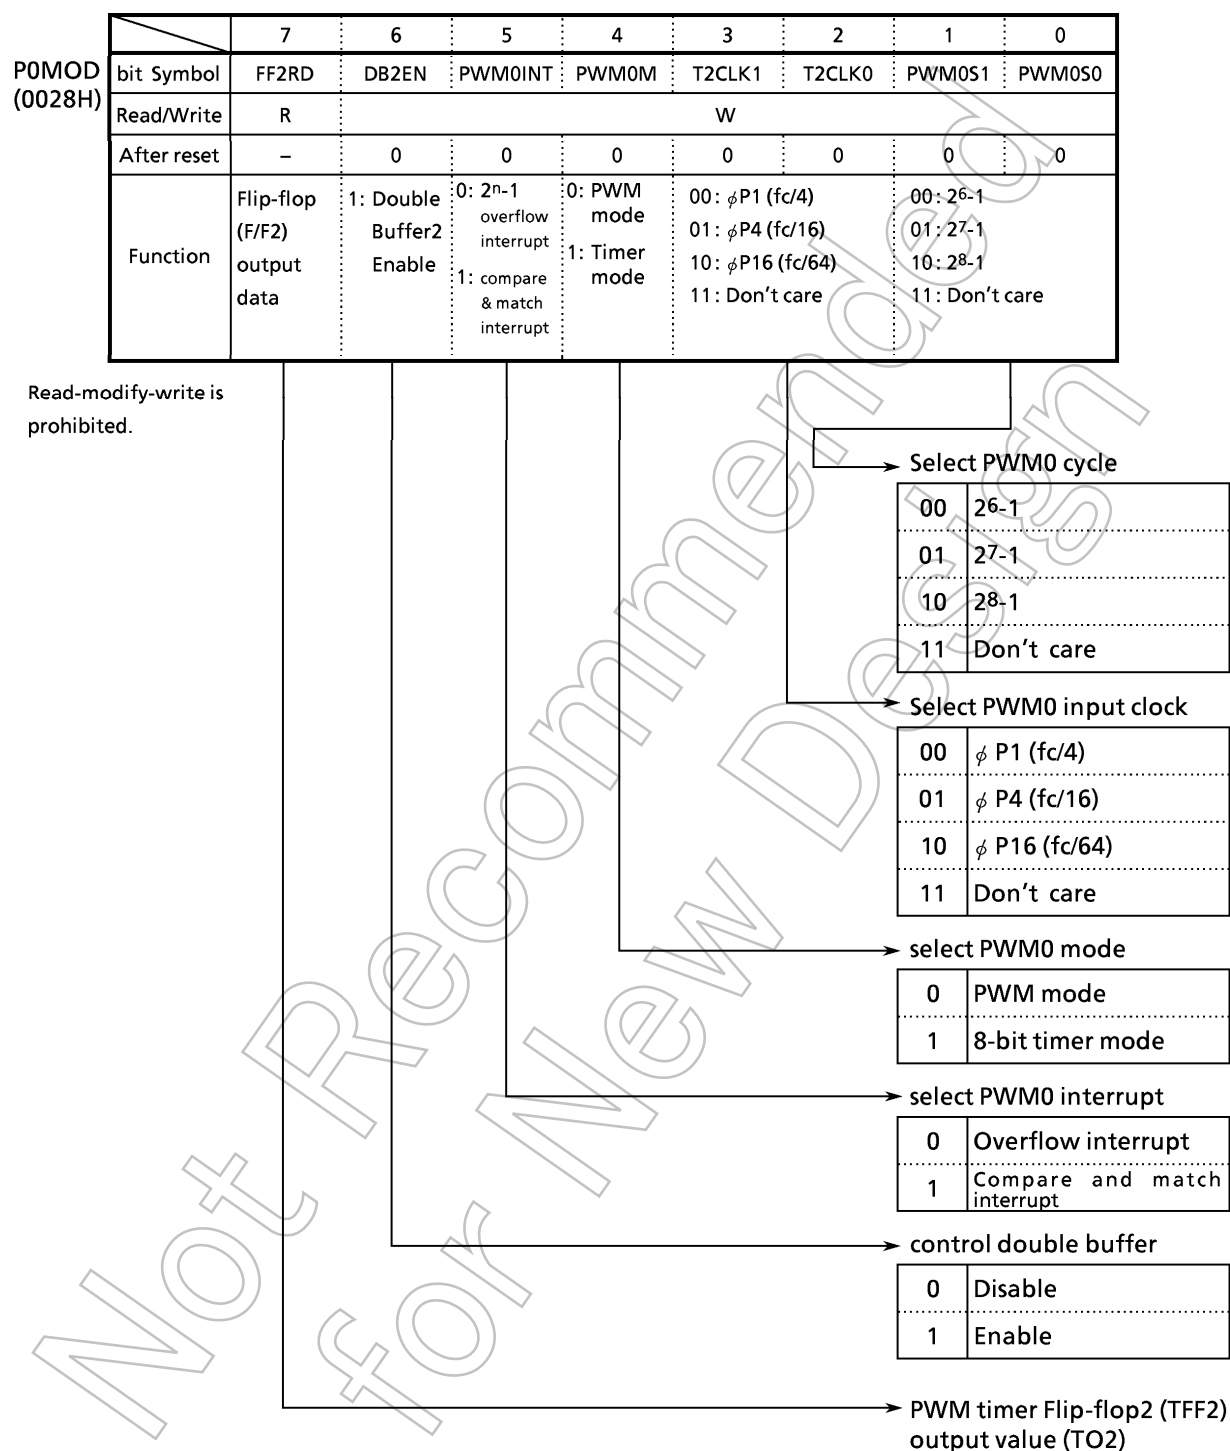 7 6 5 4 3 2 1 0
P0MOD
(0028H)
bit Symbol FF2RD DB2EN PWM0INT PWM0M T2CLK1 T2CLK0 PWM0S1 PWM0S0
Read/Write R W
After reset – 0 0 0 0 0 0 0
Function
Flip-flop
(F/F2)
output
data
1: Double
Buffer2
Enable
0: 2ⁿ-1
overflow
interrupt
1: compare
& match
interrupt
0: PWM
mode
1: Timer
mode
00: ϕP1 (fc/4)
01: ϕP4 (fc/16)
10: ϕP16 (fc/64)
11: Don't care
00: 2⁶-1
01: 2⁷-1
10: 2⁸-1
11: Don't care
Read-modify-write is
prohibited.
Select PWM0 cycle
00 2⁶-1
01 2⁷-1
10 2⁸-1
11 Don't care
Select PWM0 input clock
00 ϕ P1 (fc/4)
01 ϕ P4 (fc/16)
10 ϕ P16 (fc/64)
11 Don't care
select PWM0 mode
0 PWM mode
1 8-bit timer mode
select PWM0 interrupt
0 Overflow interrupt
1 Compare and match
interrupt
control double buffer
0 Disable
1 Enable
PWM timer Flip-flop2 (TFF2)
output value (TO2)
Not Recommended
for New Design